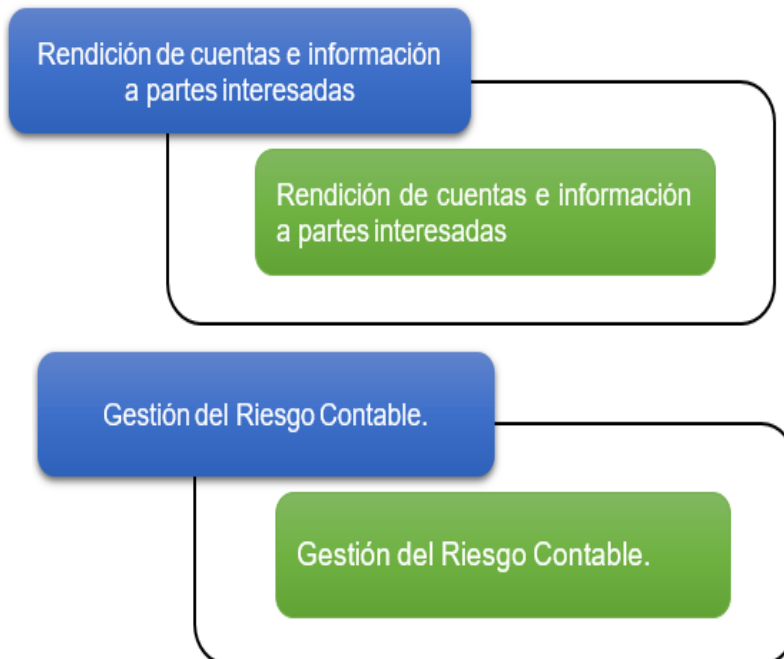 Rendición de cuentas e información
a partes interesadas
Rendición de cuentas e información
a partes interesadas
Gestión del Riesgo Contable.
Gestión del Riesgo Contable.